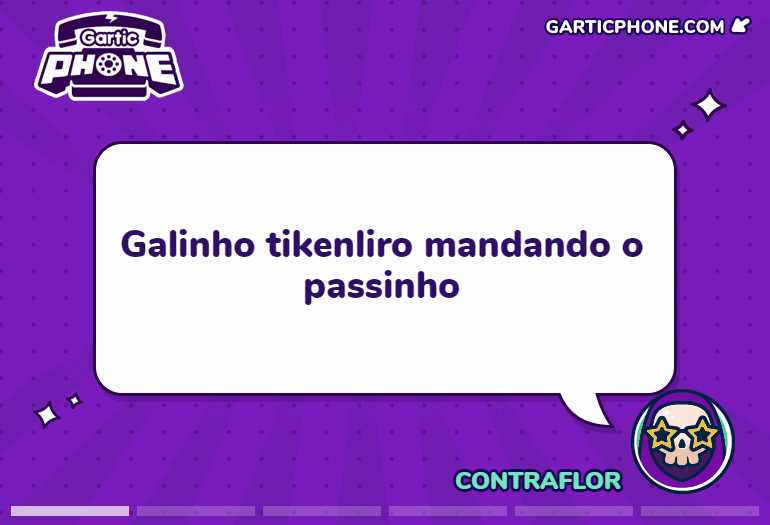 Gartic
PHONE
GARTICPHONE.COM
Galinho tikenliro mandando o
passinho
CONTRAFLOR